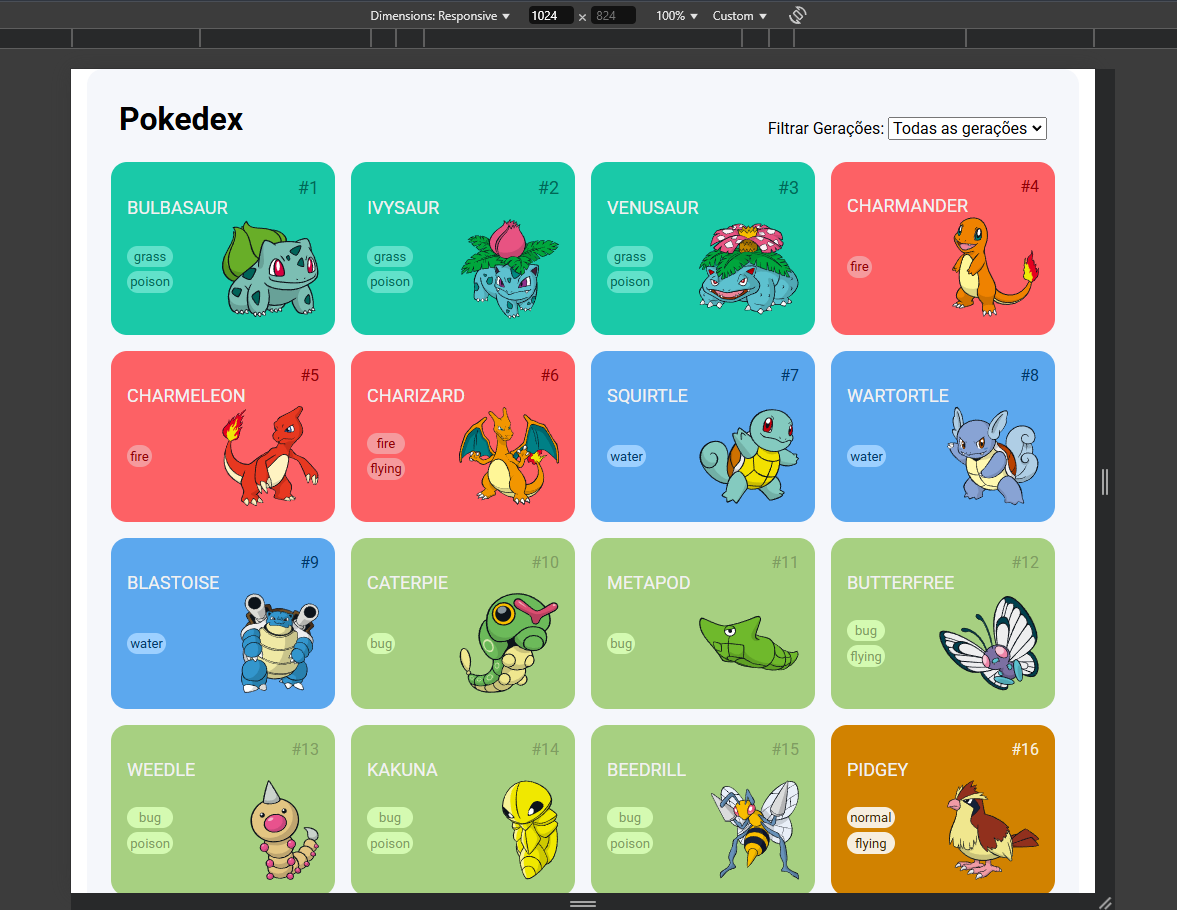 Dimensions: Responsive 1024 × 824 100% Custom
Pokedex
Filtrar Gerações: Todas as gerações
#1
BULBASAUR
grass
poison
#2
IVYSAUR
grass
poison
#3
VENUSAUR
grass
poison
#4
CHARMANDER
fire
#5
CHARMELEON
fire
#6
CHARIZARD
fire
flying
#7
SQUIRTLE
water
#8
WARTORTLE
water
#9
BLASTOISE
water
#10
CATERPIE
bug
#11
METAPOD
bug
#12
BUTTERFREE
bug
flying
#13
WEEDLE
bug
poison
#14
KAKUNA
bug
poison
#15
BEEDRILL
bug
poison
#16
PIDGEY
normal
flying